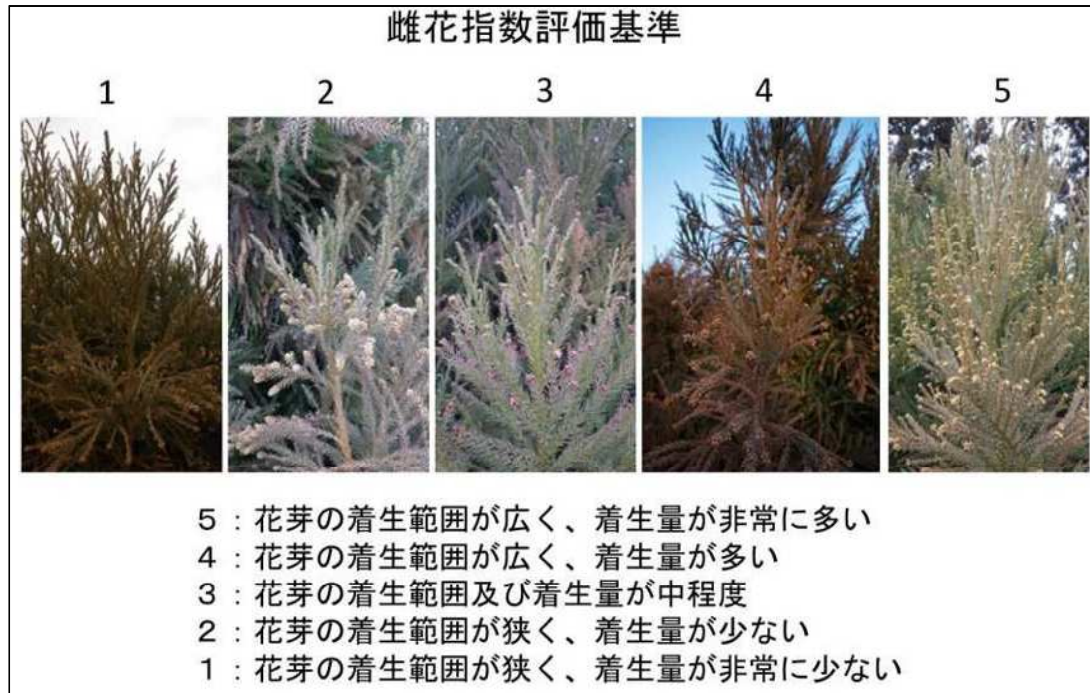 雌花指数評価基準
1 2 3 4 5
5：花芽の着生範囲が広く、着生量が非常に多い
4：花芽の着生範囲が広く、着生量が多い
3：花芽の着生範囲及び着生量が中程度
2：花芽の着生範囲が狭く、着生量が少ない
1：花芽の着生範囲が狭く、着生量が非常に少ない